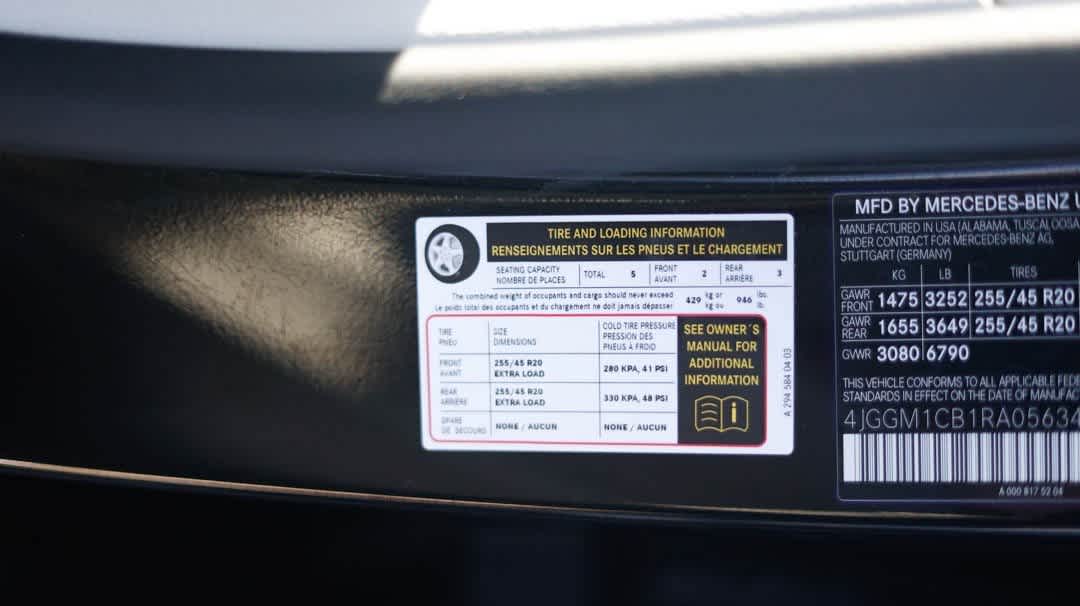 TIRE AND LOADING INFORMATION
RENSEIGNEMENTS SUR LES PNEUS ET LE CHARGEMENT
SEATING CAPACITY
NOMBRE DE PLACES
TOTAL 5
FRONT
AVANT
2
REAR
ARRIÈRE
3
The combined weight of occupants and cargo should never exceed
Le poids total des occupants et du chargement ne doit jamais dépasser
429 kg or
kg ou
946 lbs.
lb.
TIRE
PNEU
SIZE
DIMENSIONS
COLD TIRE PRESSURE
PRESSION DES
PNEUS À FROID
FRONT
AVANT
255/45 R20
EXTRA LOAD
280 KPA, 41 PSI
REAR
ARRIÈRE
255/45 R20
EXTRA LOAD
330 KPA, 48 PSI
SPARE
DE SECOURS
NONE / AUCUN
NONE / AUCUN
SEE OWNER´S
MANUAL FOR
ADDITIONAL
INFORMATION
i
A 294 584 04 03
MFD BY MERCEDES-BENZ
MANUFACTURED IN USA (ALABAMA, TUSCALOOSA
UNDER CONTRACT FOR MERCEDES-BENZ AG,
STUTTGART (GERMANY)
KG LB TIRES
GAWR
FRONT
1475 3252 255/45 R20
GAWR
REAR
1655 3649 255/45 R20
GVWR 3080 6790
THIS VEHICLE CONFORMS TO ALL APPLICABLE FEDE
STANDARDS IN EFFECT ON THE DATE OF MANUFAC
4JGGM1CB1RA05634
A 000 817 52 04